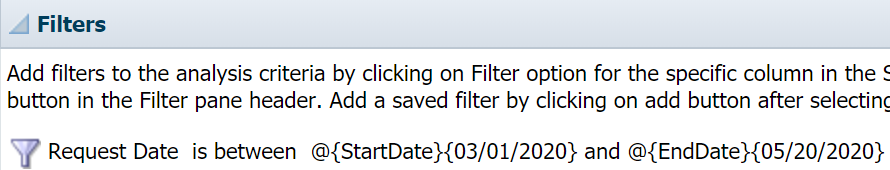 Filters
Add filters to the analysis criteria by clicking on Filter option for the specific column in the
button in the Filter pane header. Add a saved filter by clicking on add button after selecting
Request Date is between @{StartDate}{03/01/2020} and @{EndDate}{05/20/2020}